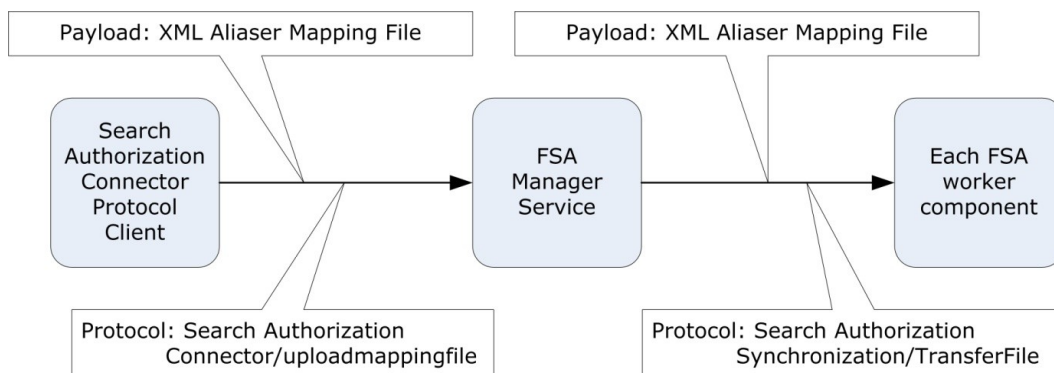 Payload: XML Aliaser Mapping File
Payload: XML Aliaser Mapping File
Search
Authorization
Connector
Protocol
Client
FSA
Manager
Service
Each FSA
worker
component
Protocol: Search Authorization
Connector/uploadmappingfile
Protocol: Search Authorization
Synchronization/TransferFile